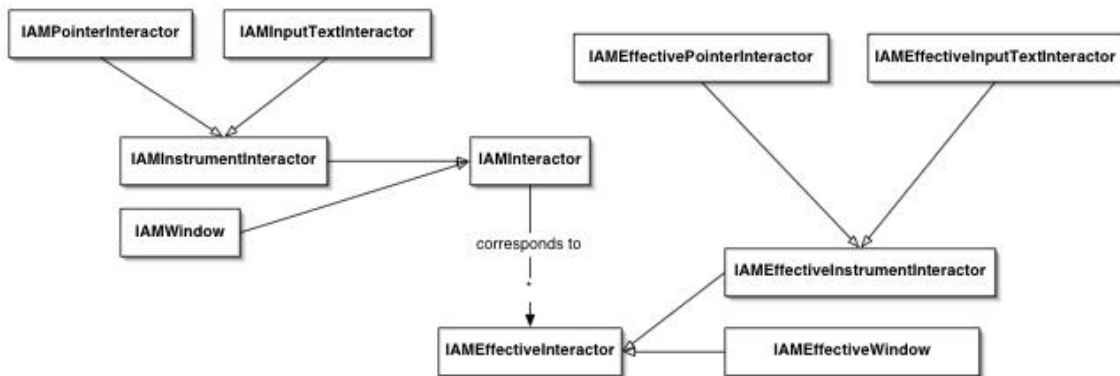 IAMPointerInteractor
IAMInputTextInteractor
IAMEffectivePointerInteractor
IAMEffectiveInputTextInteractor
IAMInstrumentInteractor
IAMInteractor
IAMWindow
corresponds to
*
IAMEffectiveInstrumentInteractor
IAMEffectiveInteractor
IAMEffectiveWindow